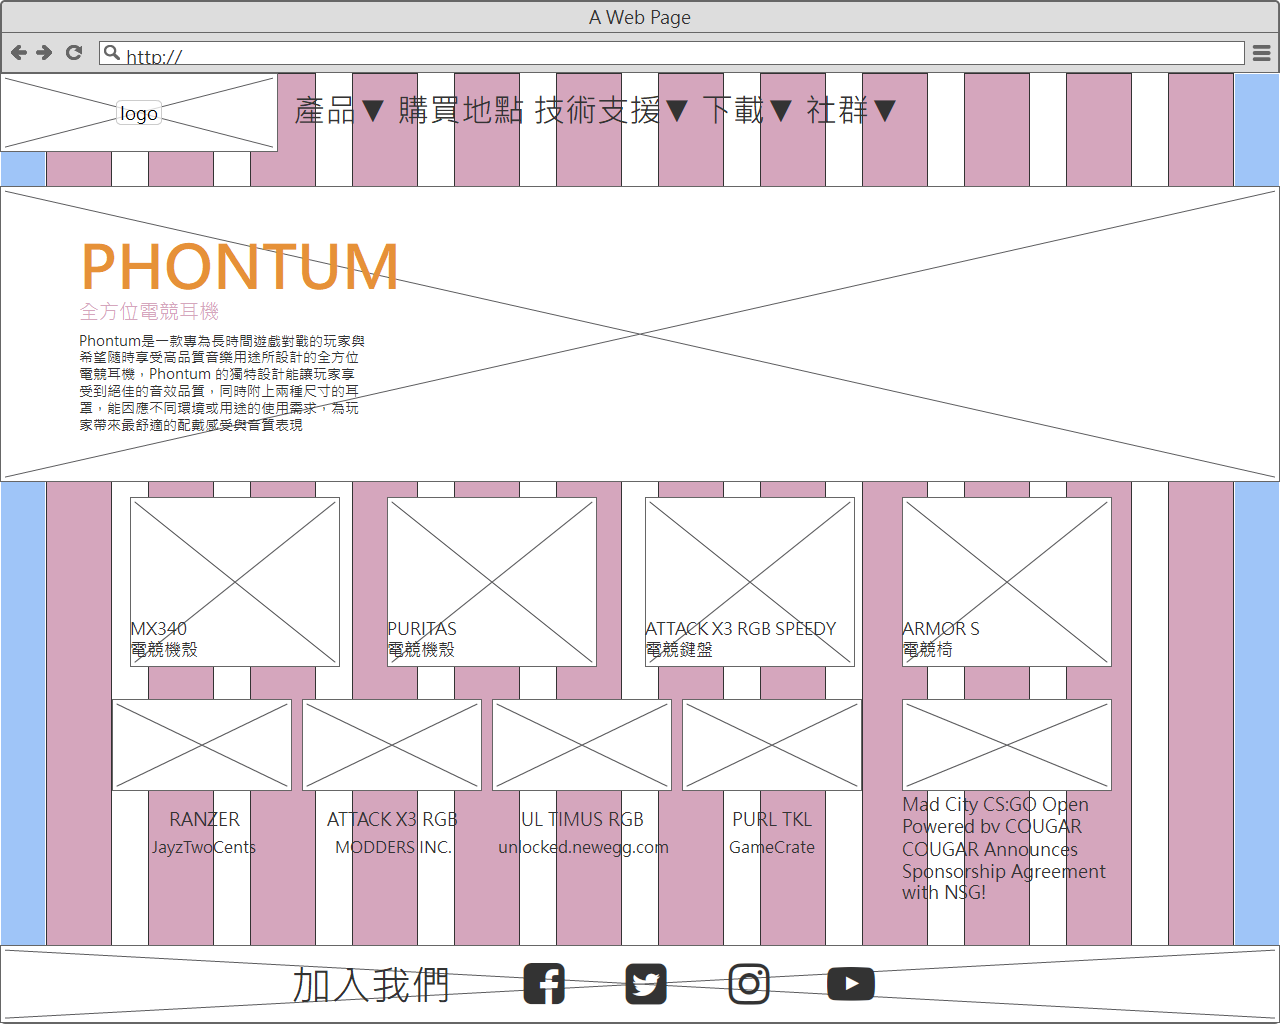 A Web Page
http://
logo
產品▼ 購買地點 技術支援▼ 下載▼ 社群▼
PHONTUM
全方位電競耳機
Phontum是一款專為長時間遊戲對戰的玩家與
希望隨時享受高品質音樂用途所設計的全方位
電競耳機，Phontum 的獨特設計能讓玩家享
受到絕佳的音效品質，同時附上兩種尺寸的耳
罩，能因應不同環境或用途的使用需求，為玩
家帶來最舒適的配戴感受與音質表現
MX340
電競機殼
PURITAS
電競機殼
ATTACK X3 RGB SPEEDY
電競鍵盤
ARMOR S
電競椅
RANZER
JayzTwoCents
ATTACK X3 RGB
MODDERS INC.
UL TIMUS RGB
unlocked.newegg.com
PURL TKL
GameCrate
Mad City CS:GO Open
Powered bv COUGAR
COUGAR Announces
Sponsorship Agreement
with NSG!
加入我們